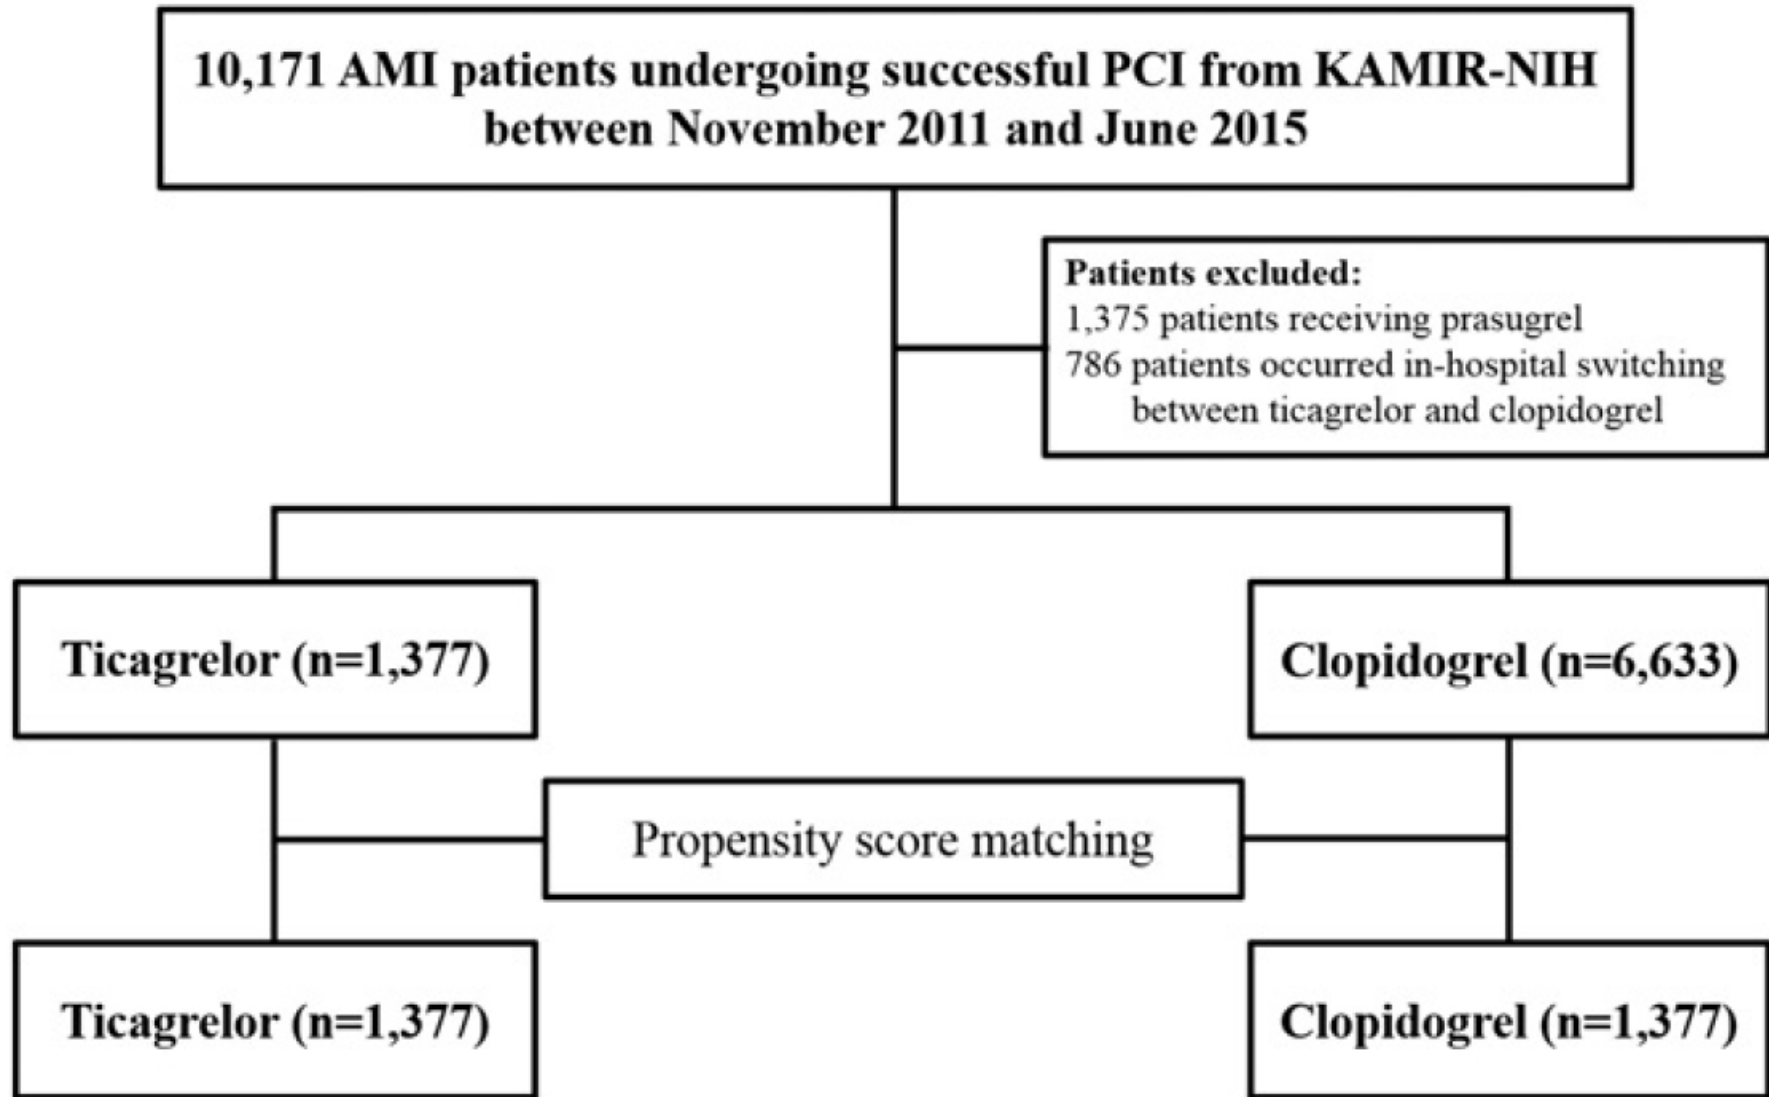 10,171 AMI patients undergoing successful PCI from KAMIR-NIH
between November 2011 and June 2015
Patients excluded:
1,375 patients receiving prasugrel
786 patients occurred in-hospital switching
between ticagrelor and clopidogrel
Ticagrelor (n=1,377)
Clopidogrel (n=6,633)
Propensity score matching
Ticagrelor (n=1,377)
Clopidogrel (n=1,377)